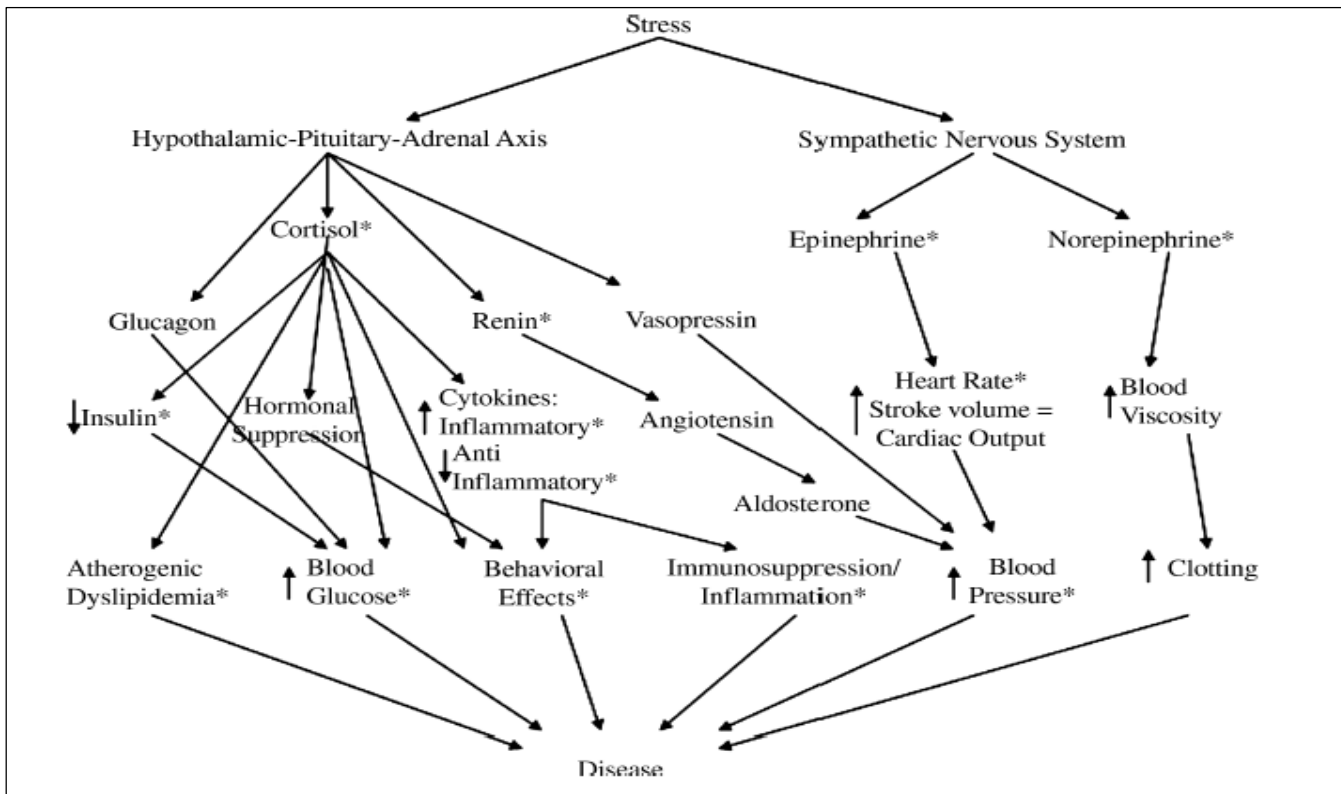 Stress
Hypothalamic-Pituitary-Adrenal Axis
Sympathetic Nervous System
Cortisol*
Epinephrine*
Norepinephrine*
Glucagon
Renin*
Vasopressin
Insulin*
Hormonal
Suppression
Cytokines:
Inflammatory*
Anti
Inflammatory*
Angiotensin
Heart Rate*
Stroke volume =
Cardiac Output
Blood
Viscosity
Aldosterone
Atherogenic
Dyslipidemia*
Blood
Glucose*
Behavioral
Effects*
Immunosuppression/
Inflammation*
Blood
Pressure*
Clotting
Disease